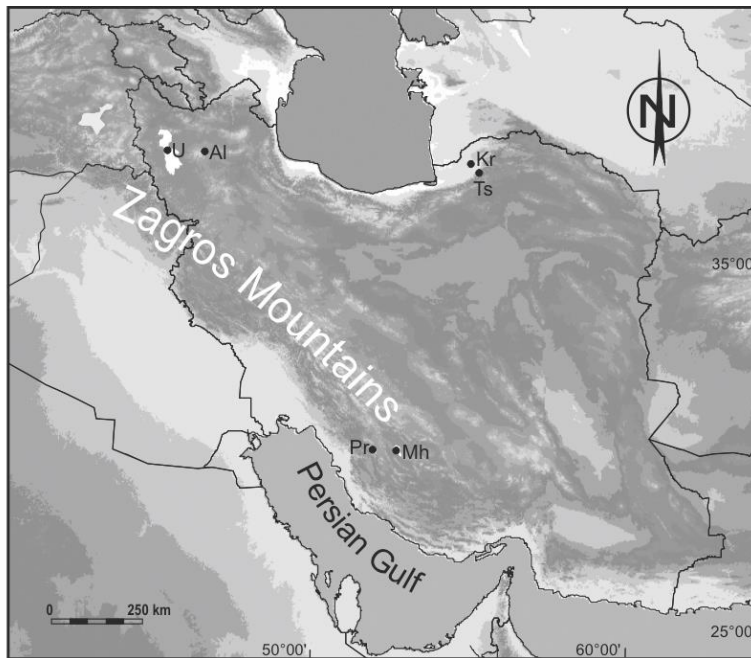 N
U
Al
Kr
Ts
Zagros Mountains
35°00'
Pr
Mh
Persian Gulf
0 250 km
25°00'
50°00'
60°00'